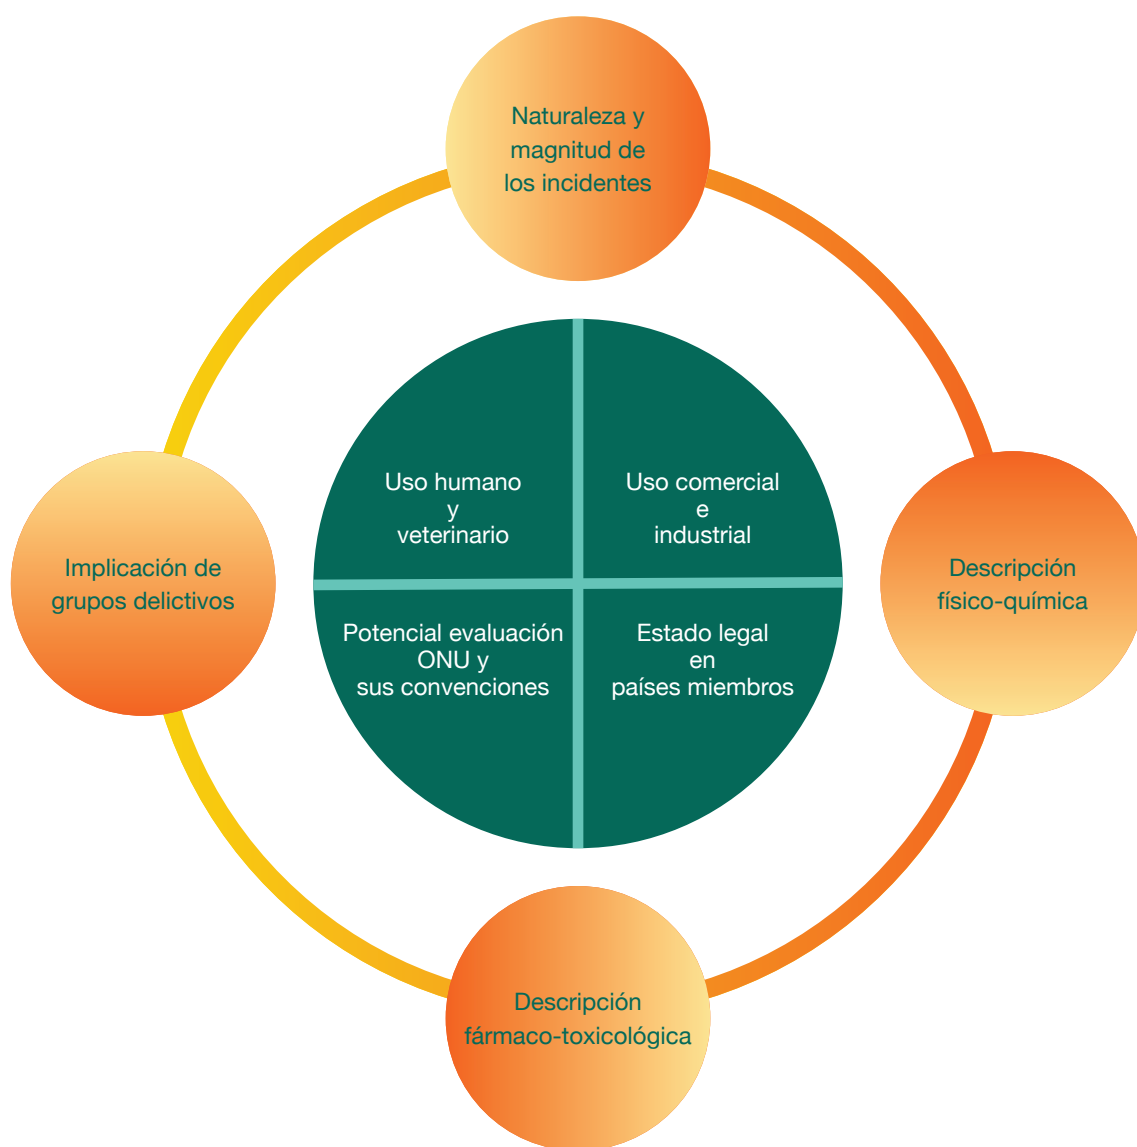 Naturaleza y
magnitud de
los incidentes
Uso humano
y
veterinario
Uso comercial
e
industrial
Implicación de
grupos delictivos
Descripción
físico-química
Potencial evaluación
ONU y
sus convenciones
Estado legal
en
países miembros
Descripción
fármaco-toxicológica